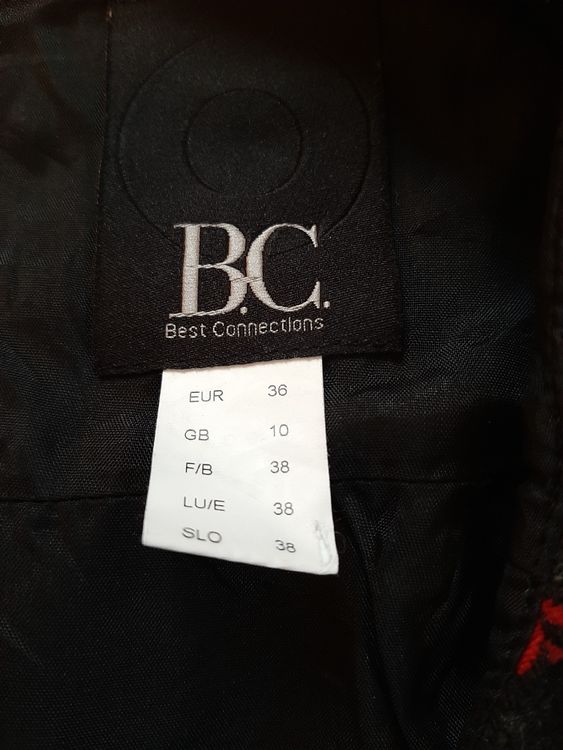 B.C.
Best Connections
EUR 36
GB 10
F/B 38
LU/E 38
SLO 38